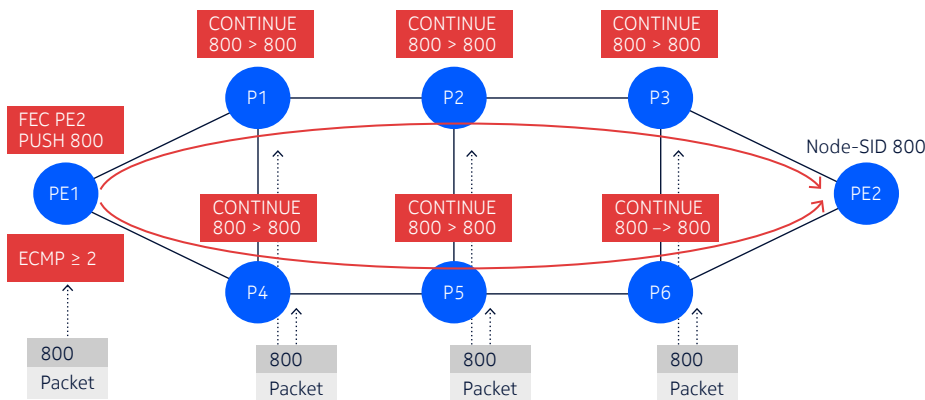 CONTINUE
800 > 800
CONTINUE
800 > 800
CONTINUE
800 > 800
P1
P2
P3
FEC PE2
PUSH 800
Node-SID 800
PE1
PE2
CONTINUE
800 > 800
CONTINUE
800 > 800
CONTINUE
800 –> 800
ECMP ≥ 2
P4
P5
P6
800
Packet
800
Packet
800
Packet
800
Packet